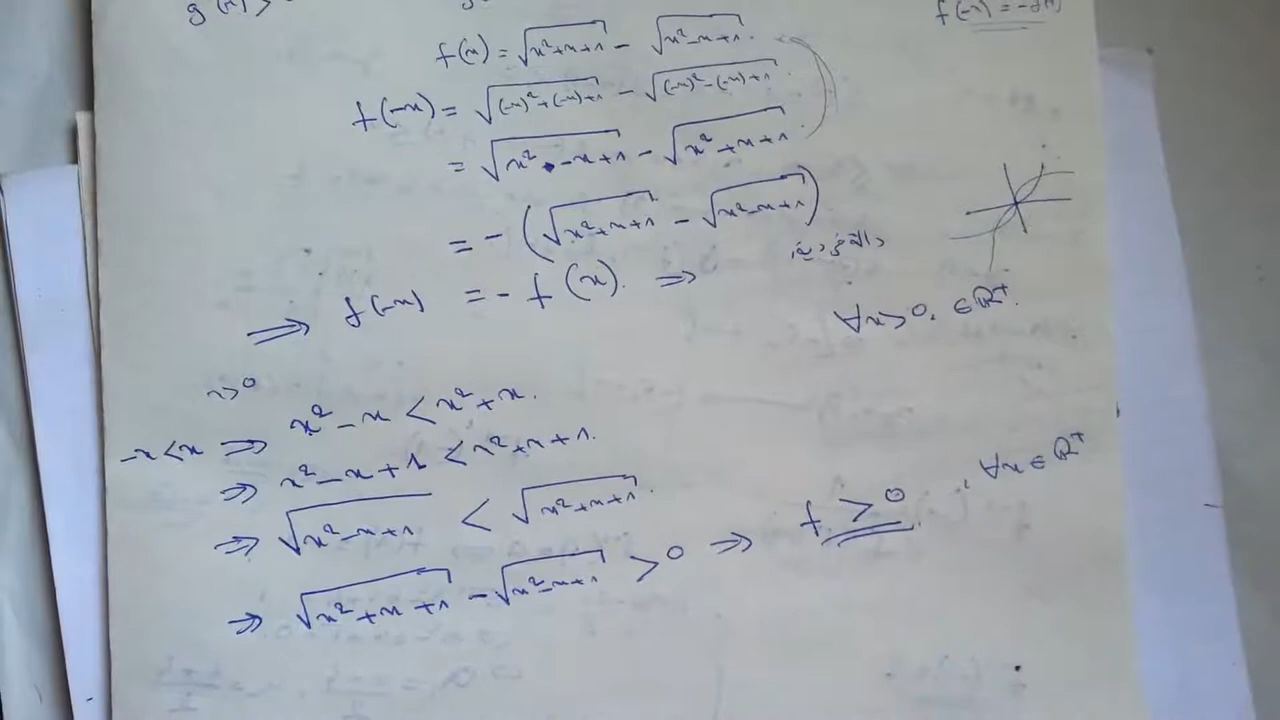 g(x) >
f(-x) = -f(x)
f(x) = √(x²+x+1) - √(x²-x+1)
f(-x) = √((-x)²+(-x)+1) - √((-x)²-(-x)+1)
= √(x² -x+1) - √(x²+x+1)
= - (√(x²+x+1) - √(x²-x+1))
⇒ f(-x) = - f(x) ⇒
∀x>0, ∈ℝ⁺.
x>0
-x<x ⇒ x²-x < x²+x.
⇒ x²-x+1 < x²+x+1.
⇒ √(x²-x+1) < √(x²+x+1).
⇒ √(x²+x+1) - √(x²-x+1) > 0 ⇒ f > 0, ∀x∈ℝ⁺